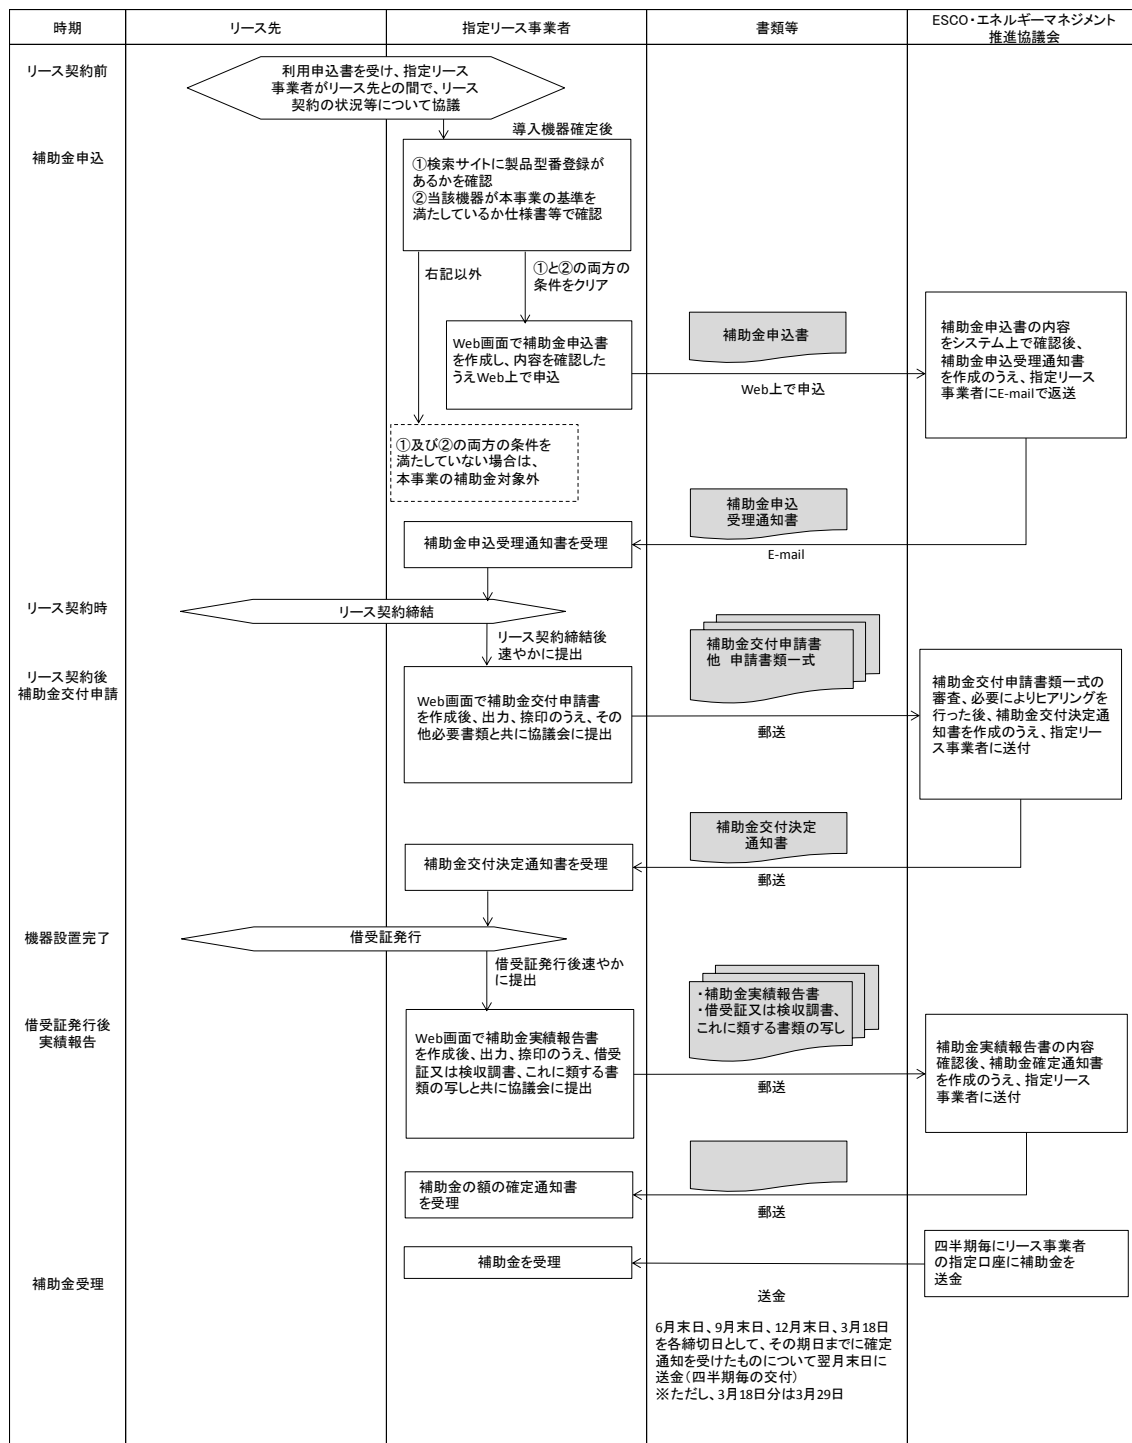 時期
リース先
指定リース事業者
書類等
ESCO・エネルギーマネジメント
推進協議会
リース契約前
利用申込書を受け、指定リース
事業者がリース先との間で、リース
契約の状況等について協議
導入機器確定後
補助金申込
①検索サイトに製品型番登録が
あるかを確認
②当該機器が本事業の基準を
満たしているか仕様書等で確認
右記以外
①と②の両方の
条件をクリア
Web画面で補助金申込書
を作成し、内容を確認した
うえWeb上で申込
補助金申込書
Web上で申込
補助金申込書の内容
をシステム上で確認後、
補助金申込受理通知書
を作成のうえ、指定リース
事業者にE-mailで返送
①及び②の両方の条件を
満たしていない場合は、
本事業の補助金対象外
補助金申込
受理通知書
E-mail
補助金申込受理通知書を受理
リース契約時
リース契約締結
リース契約締結後
速やかに提出
補助金交付申請書
他 申請書類一式
リース契約後
補助金交付申請
Web画面で補助金交付申請書
を作成後、出力、捺印のうえ、その
他必要書類と共に協議会に提出
郵送
補助金交付申請書類一式の
審査、必要によりヒアリングを
行った後、補助金交付決定通
知書を作成のうえ、指定リー
ス事業者に送付
補助金交付決定
通知書
郵送
補助金交付決定通知書を受理
機器設置完了
借受証発行
借受証発行後速やか
に提出
・補助金実績報告書
・借受証又は検収調書、
これに類する書類の写し
借受証発行後
実績報告
Web画面で補助金実績報告書
を作成後、出力、捺印のうえ、借受
証又は検収調書、これに類する書
類の写しと共に協議会に提出
郵送
補助金実績報告書の内容
確認後、補助金確定通知書
を作成のうえ、指定リース
事業者に送付
補助金の額の確定通知書
を受理
郵送
補助金受理
補助金を受理
送金
四半期毎にリース事業者
の指定口座に補助金を
送金
6月末日、9月末日、12月末日、3月18日
を各締切日として、その期日までに確定
通知を受けたものについて翌月末日に
送金(四半期毎の交付)
※ただし、3月18日分は3月29日